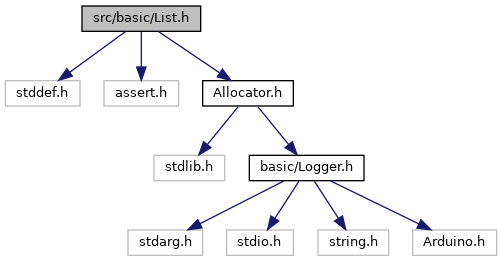 src/basic/List.h
stddef.h
assert.h
Allocator.h
stdlib.h
basic/Logger.h
stdarg.h
stdio.h
string.h
Arduino.h